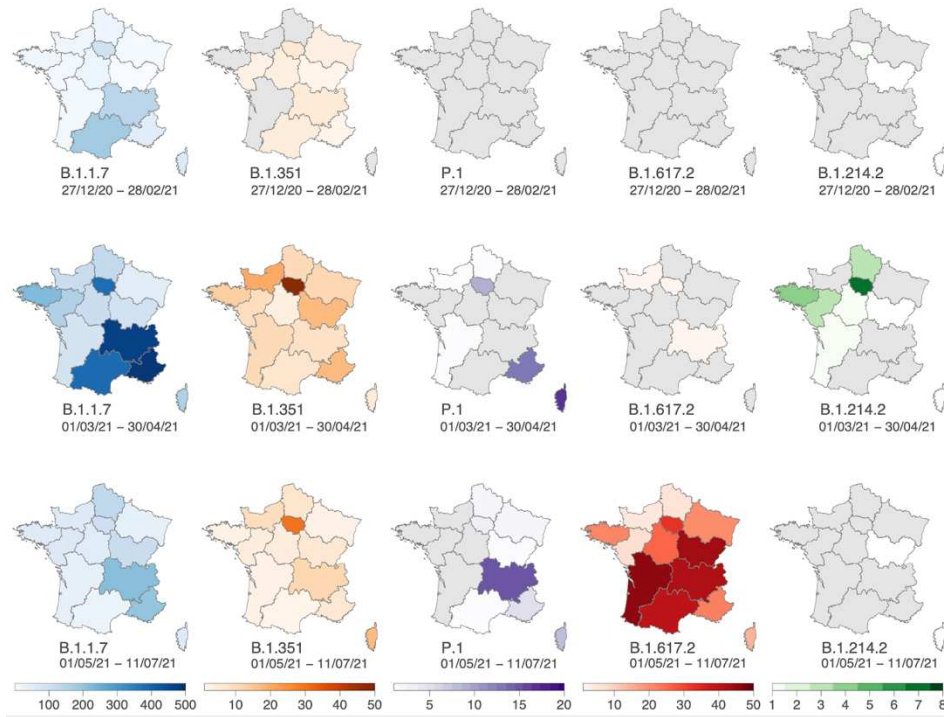 B.1.1.7 B.1.351 P.1 B.1.617.2 B.1.214.2
27/12/20 – 28/02/21 27/12/20 – 28/02/21 27/12/20 – 28/02/21 27/12/20 – 28/02/21 27/12/20 – 28/02/21
B.1.1.7 B.1.351 P.1 B.1.617.2 B.1.214.2
01/03/21 – 30/04/21 01/03/21 – 30/04/21 01/03/21 – 30/04/21 01/03/21 – 30/04/21 01/03/21 – 30/04/21
B.1.1.7 B.1.351 P.1 B.1.617.2 B.1.214.2
01/05/21 – 11/07/21 01/05/21 – 11/07/21 01/05/21 – 11/07/21 01/05/21 – 11/07/21 01/05/21 – 11/07/21
100 200 300 400 500 10 20 30 40 50 5 10 15 20 10 20 30 40 50 1 2 3 4 5 6 7 8